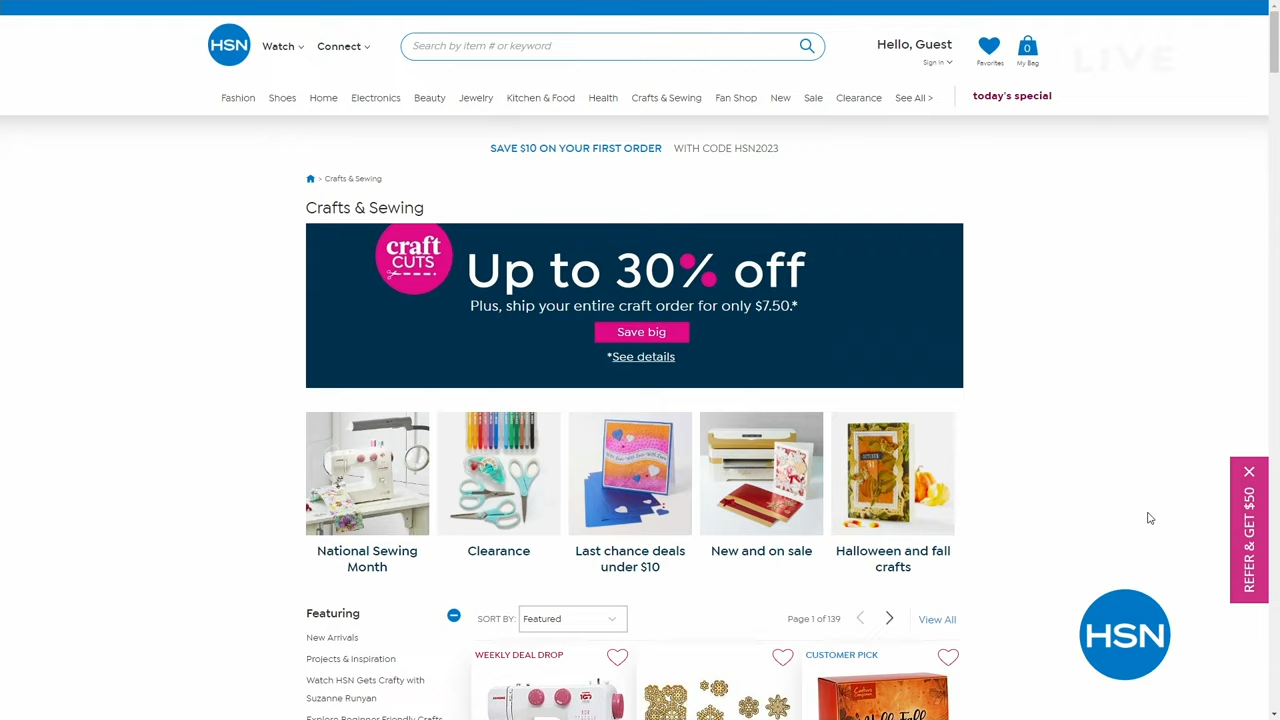 HSN
Watch
Connect
Search by item # or keyword
Hello, Guest
Sign In
Favorites
0
My Bag
LIVE
Fashion
Shoes
Home
Electronics
Beauty
Jewelry
Kitchen & Food
Health
Crafts & Sewing
Fan Shop
New
Sale
Clearance
See All >
today's special
SAVE $10 ON YOUR FIRST ORDER WITH CODE HSN2023
> Crafts & Sewing
Crafts & Sewing
craft
CUTS
Up to 30% off
Plus, ship your entire craft order for only $7.50.*
Save big
*See details
National Sewing
Month
Clearance
Last chance deals
under $10
New and on sale
Halloween and fall
crafts
REFER & GET $50
HSN
Featuring
New Arrivals
Projects & Inspiration
Watch HSN Gets Crafty with
Suzanne Runyan
Explore Beginner Friendly Crafts
SORT BY: Featured
Page 1 of 139
View All
WEEKLY DEAL DROP
CUSTOMER PICK